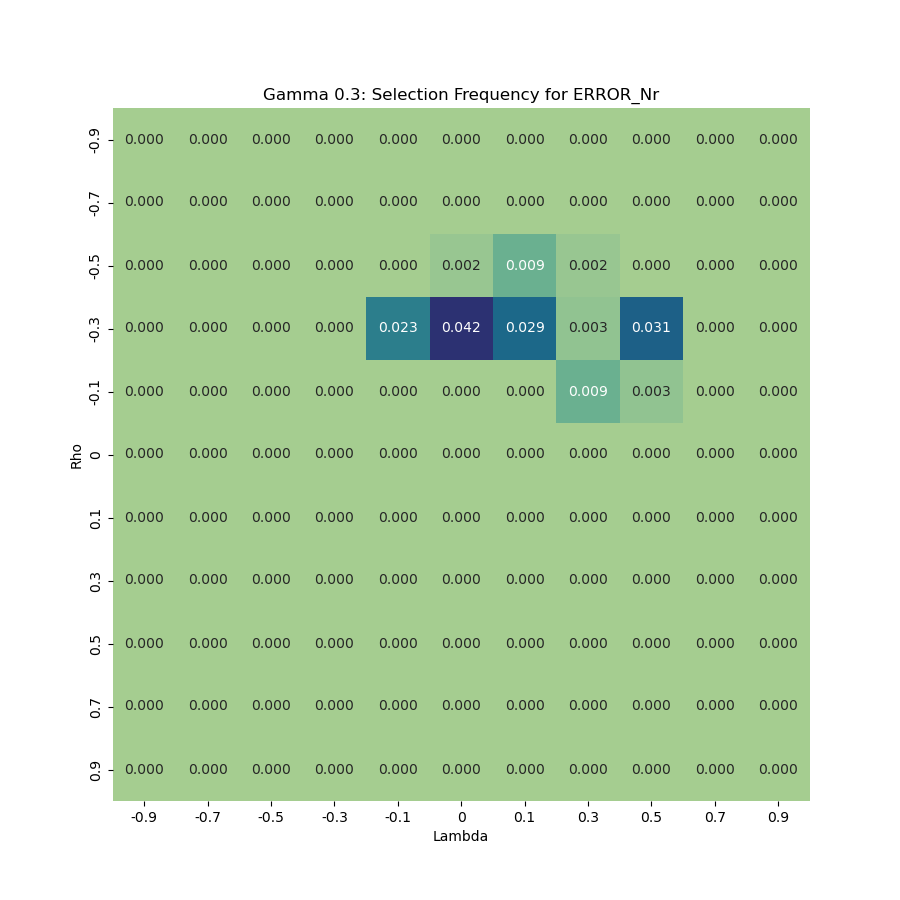 Gamma 0.3: Selection Frequency for ERROR_Nr
-0.9 0.000 0.000 0.000 0.000 0.000 0.000 0.000 0.000 0.000 0.000 0.000
-0.7 0.000 0.000 0.000 0.000 0.000 0.000 0.000 0.000 0.000 0.000 0.000
-0.5 0.000 0.000 0.000 0.000 0.000 0.002 0.009 0.002 0.000 0.000 0.000
-0.3 0.000 0.000 0.000 0.000 0.023 0.042 0.029 0.003 0.031 0.000 0.000
-0.1 0.000 0.000 0.000 0.000 0.000 0.000 0.000 0.009 0.003 0.000 0.000
Rho
0 0.000 0.000 0.000 0.000 0.000 0.000 0.000 0.000 0.000 0.000 0.000
0.1 0.000 0.000 0.000 0.000 0.000 0.000 0.000 0.000 0.000 0.000 0.000
0.3 0.000 0.000 0.000 0.000 0.000 0.000 0.000 0.000 0.000 0.000 0.000
0.5 0.000 0.000 0.000 0.000 0.000 0.000 0.000 0.000 0.000 0.000 0.000
0.7 0.000 0.000 0.000 0.000 0.000 0.000 0.000 0.000 0.000 0.000 0.000
0.9 0.000 0.000 0.000 0.000 0.000 0.000 0.000 0.000 0.000 0.000 0.000
-0.9 -0.7 -0.5 -0.3 -0.1 0 0.1 0.3 0.5 0.7 0.9
Lambda